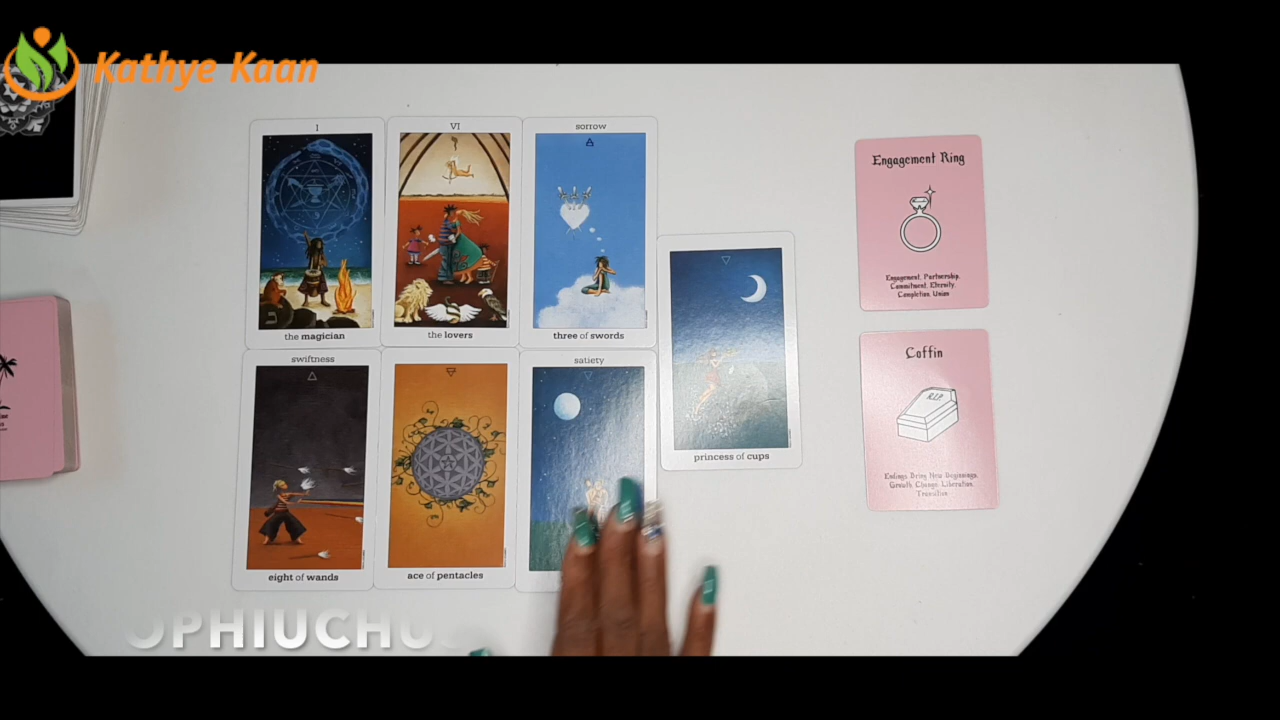 Kathye Kaan
I
the magician
VI
the lovers
sorrow
three of swords
swiftness
eight of wands
ace of pentacles
satiety
princess of cups
Engagement Ring
Engagement, Partnership,
Commitment, Eternity,
Completion, Union
Coffin
R.I.P.
Endings Bring New Beginnings,
Growth, Change, Liberation,
Transition
OPHIUCHU